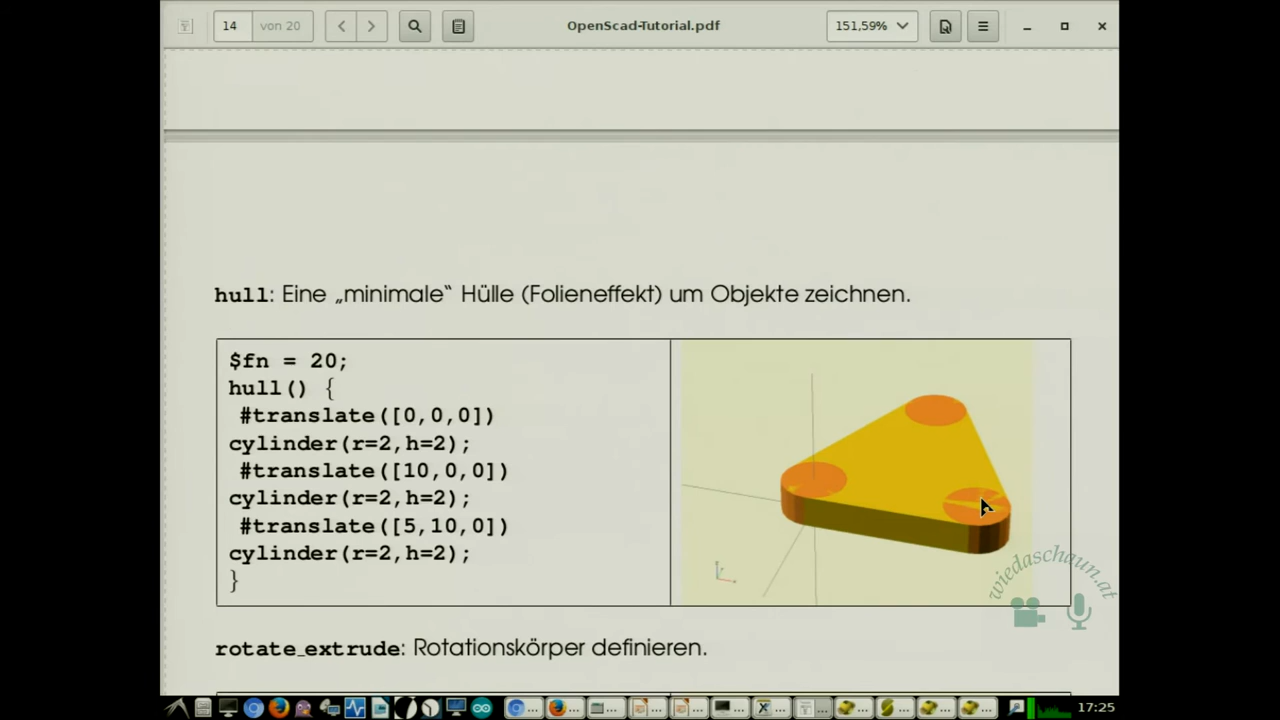 14
von 20
OpenScad-Tutorial.pdf
151,59%
hull: Eine „minimale“ Hülle (Folieneffekt) um Objekte zeichnen.
$fn = 20;
hull() {
#translate([0,0,0])
cylinder(r=2,h=2);
#translate([10,0,0])
cylinder(r=2,h=2);
#translate([5,10,0])
cylinder(r=2,h=2);
}
wiedaschaun.at
rotate_extrude: Rotationskörper definieren.
17:25